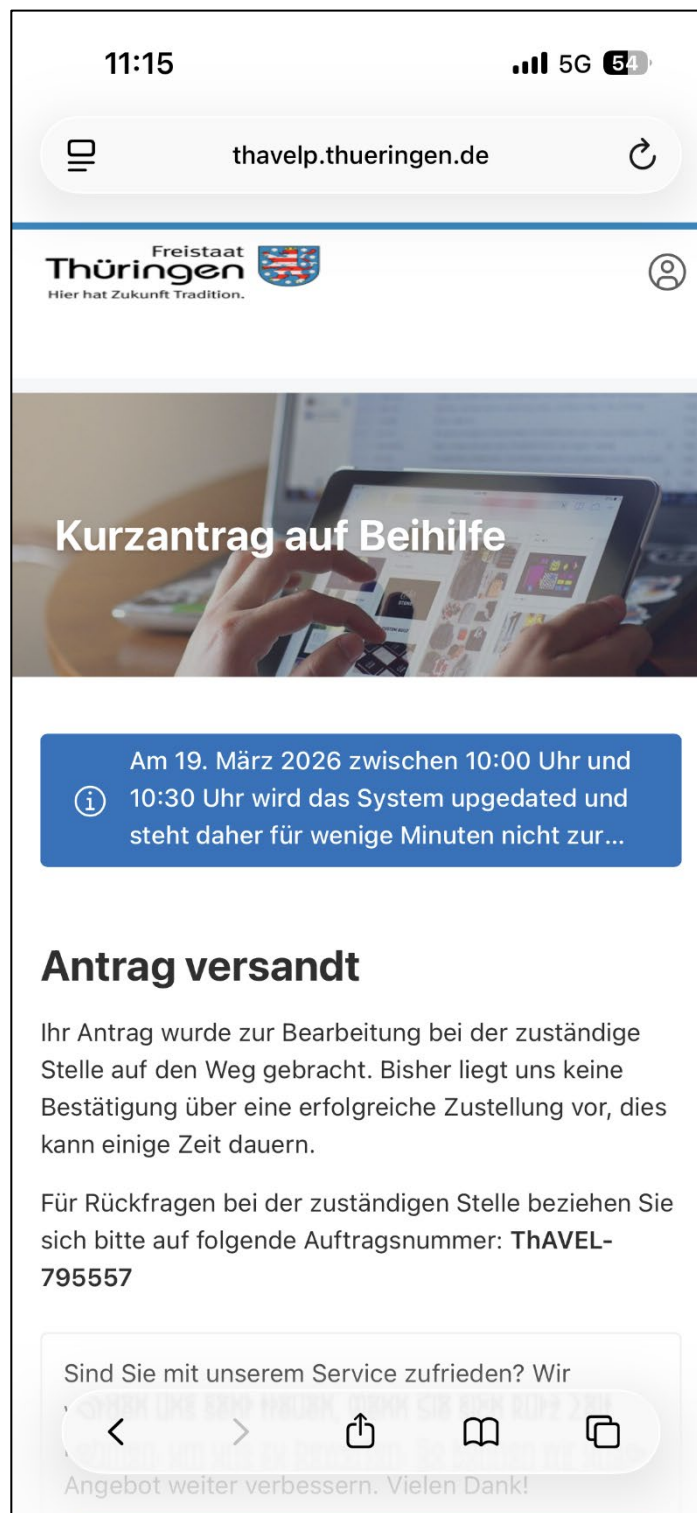 11:15
5G 54
thavelp.thueringen.de
Freistaat
Thüringen
Hier hat Zukunft Tradition.
Kurzantrag auf Beihilfe
Am 19. März 2026 zwischen 10:00 Uhr und
10:30 Uhr wird das System upgedated und
steht daher für wenige Minuten nicht zur...
Antrag versandt
Ihr Antrag wurde zur Bearbeitung bei der zuständige
Stelle auf den Weg gebracht. Bisher liegt uns keine
Bestätigung über eine erfolgreiche Zustellung vor, dies
kann einige Zeit dauern.
Für Rückfragen bei der zuständigen Stelle beziehen Sie
sich bitte auf folgende Auftragsnummer: ThAVEL-
795557
Sind Sie mit unserem Service zufrieden? Wir
Angebot weiter verbessern. Vielen Dank!